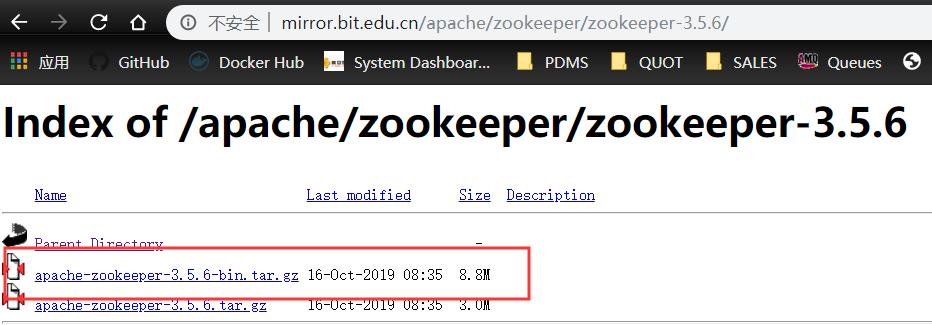 不安全 | mirror.bit.edu.cn/apache/zookeeper/zookeeper-3.5.6/
应用 GitHub Docker Hub System Dashboar... PDMS QUOT SALES Queues
Index of /apache/zookeeper/zookeeper-3.5.6
Name Last modified Size Description
Parent Directory -
apache-zookeeper-3.5.6-bin.tar.gz 16-Oct-2019 08:35 8.8M
apache-zookeeper-3.5.6.tar.gz 16-Oct-2019 08:35 3.0M